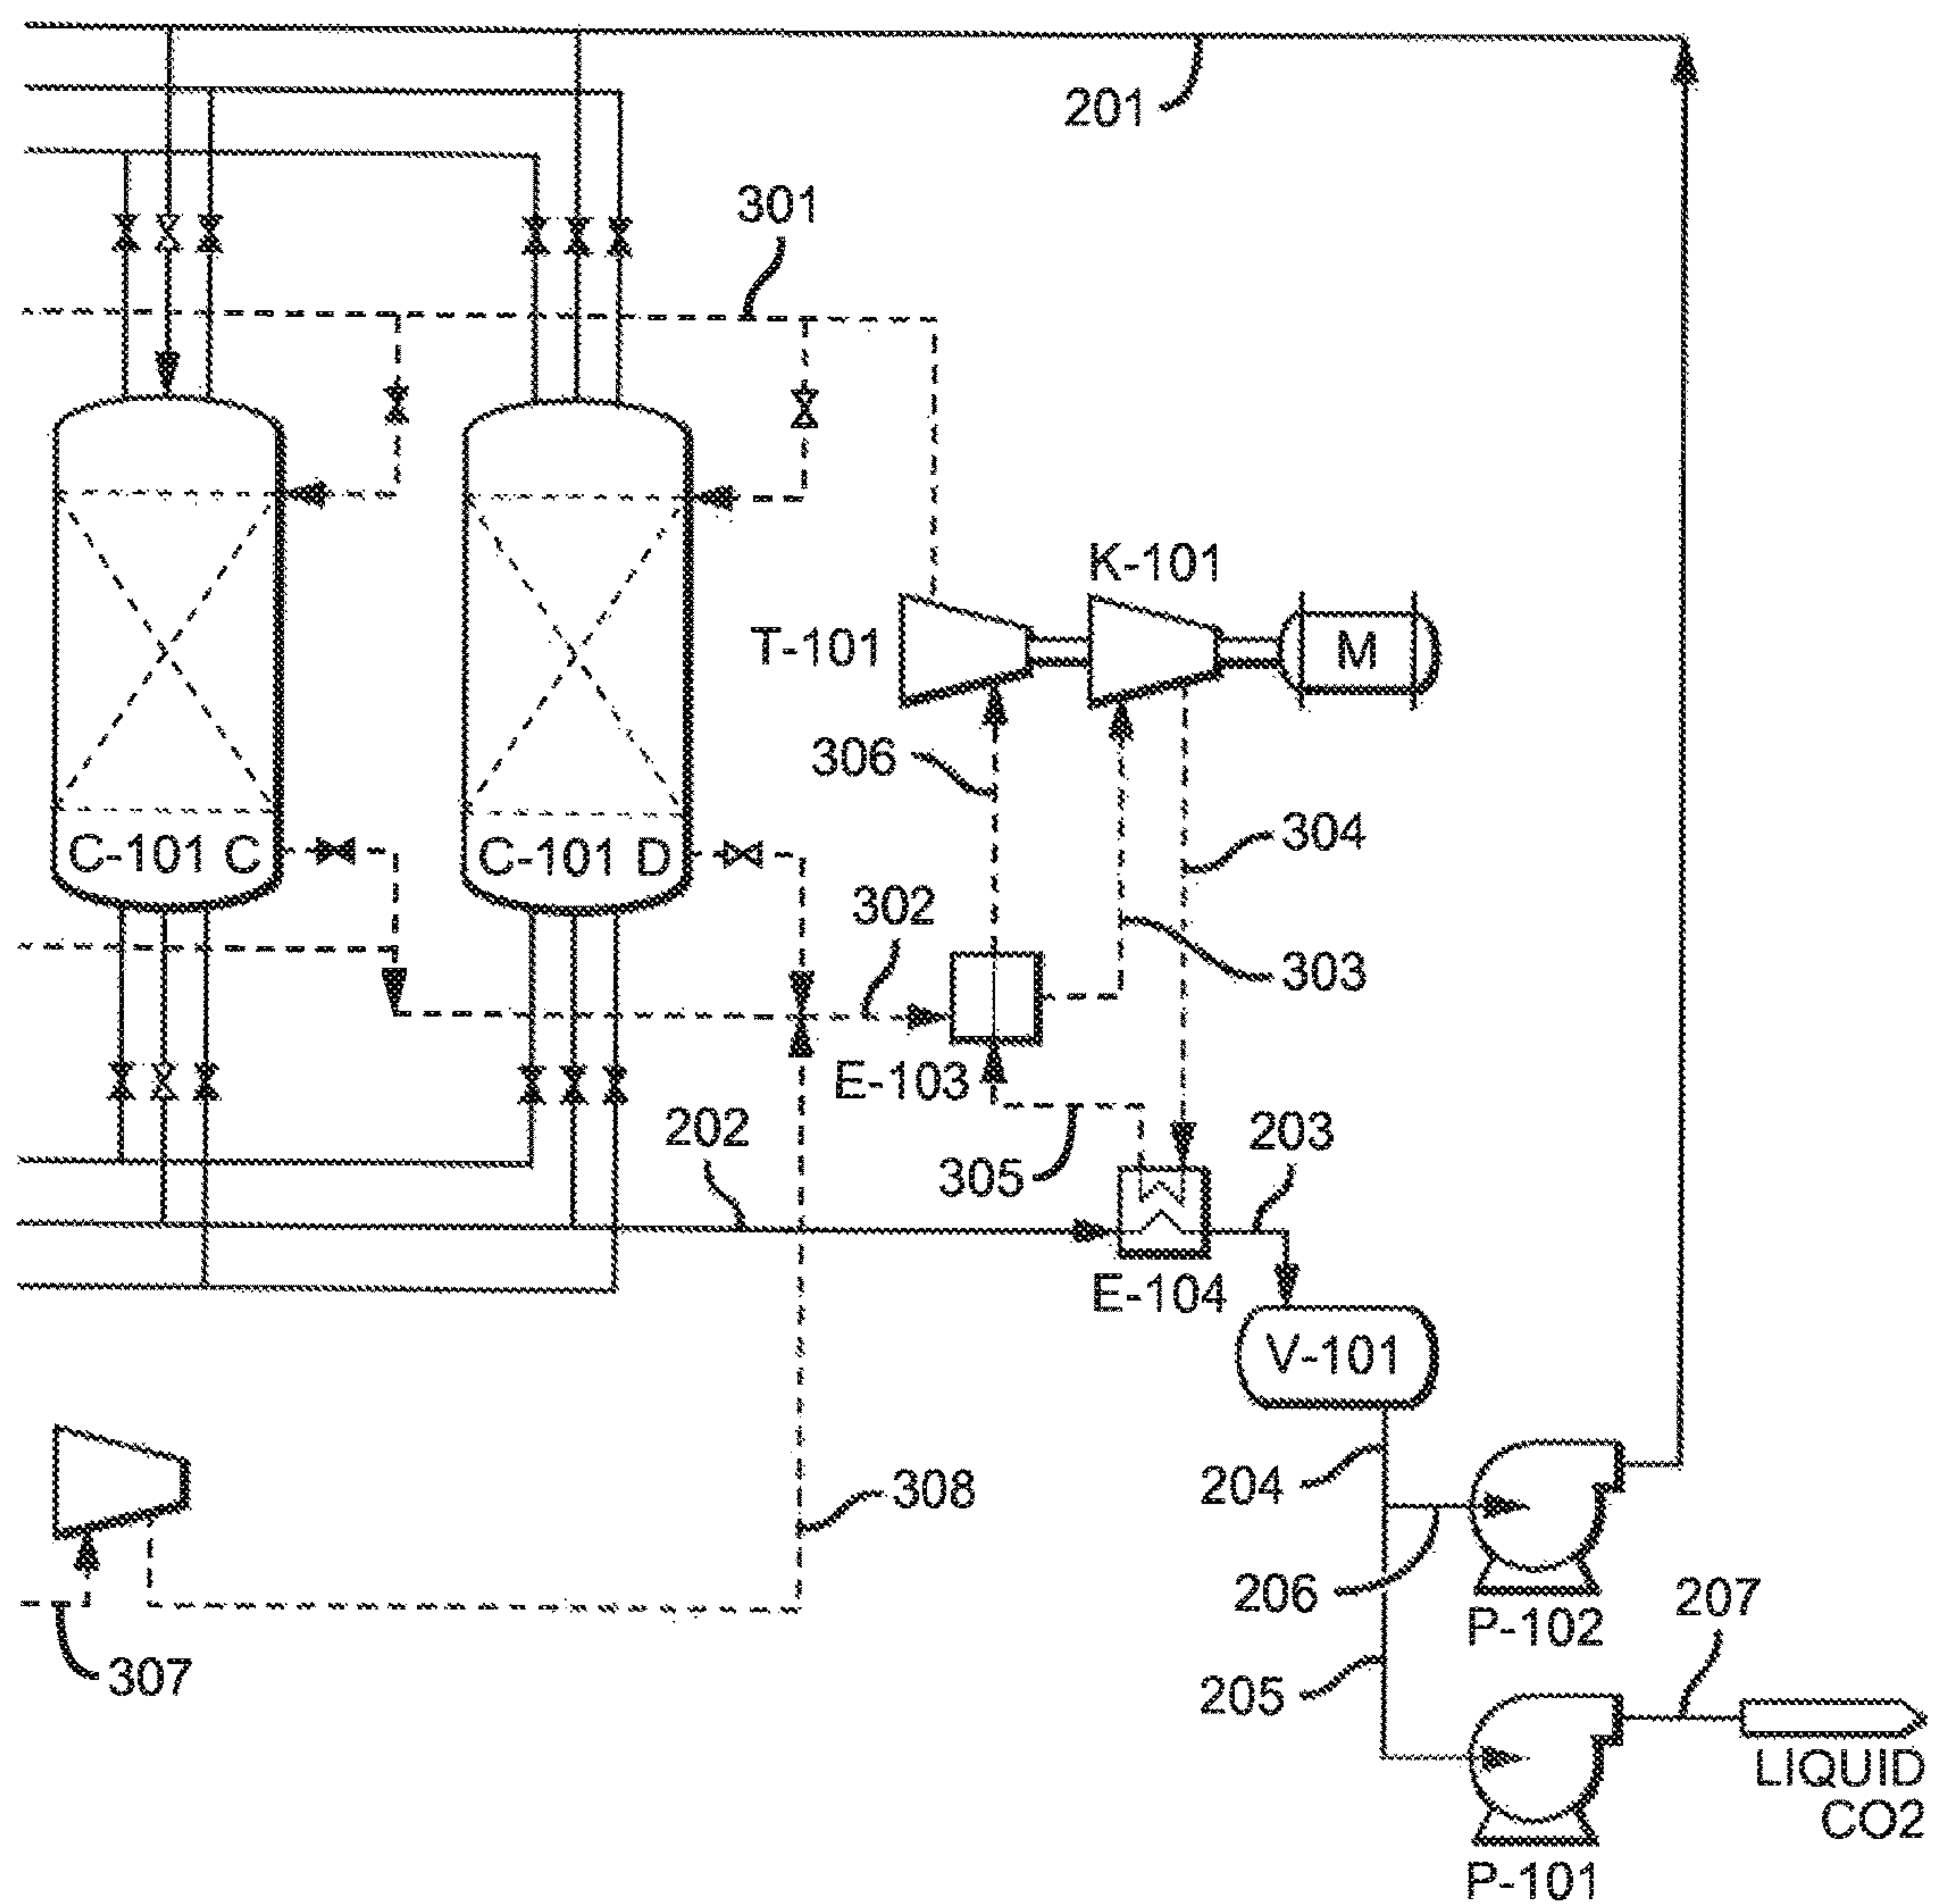 201
301
K-101
T-101
M
306
304
C-101 C
C-101 D
302
303
E-103
202
203
305
E-104
V-101
204
308
206
P-102
207
307
205
LIQUID
CO2
P-101